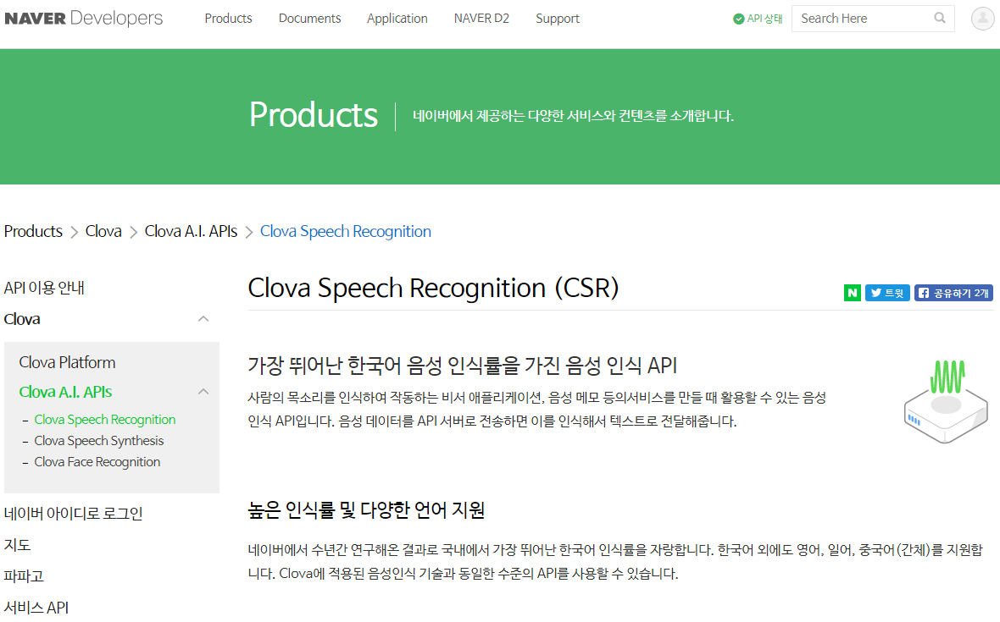 NAVER Developers
Products
Documents
Application
NAVER D2
Support
API 상태
Search Here
Products
네이버에서 제공하는 다양한 서비스와 컨텐츠를 소개합니다.
Products > Clova > Clova A.I. APIs > Clova Speech Recognition
API 이용 안내
Clova
Clova Platform
Clova A.I. APIs
– Clova Speech Recognition
– Clova Speech Synthesis
– Clova Face Recognition
네이버 아이디로 로그인
지도
파파고
서비스 API
Clova Speech Recognition (CSR)
N
트윗
공유하기 2개
가장 뛰어난 한국어 음성 인식률을 가진 음성 인식 API
사람의 목소리를 인식하여 작동하는 비서 애플리케이션, 음성 메모 등의서비스를 만들 때 활용할 수 있는 음성
인식 API입니다. 음성 데이터를 API 서버로 전송하면 이를 인식해서 텍스트로 전달해줍니다.
높은 인식률 및 다양한 언어 지원
네이버에서 수년간 연구해온 결과로 국내에서 가장 뛰어난 한국어 인식률을 자랑합니다. 한국어 외에도 영어, 일어, 중국어(간체)를 지원합
니다. Clova에 적용된 음성인식 기술과 동일한 수준의 API를 사용할 수 있습니다.